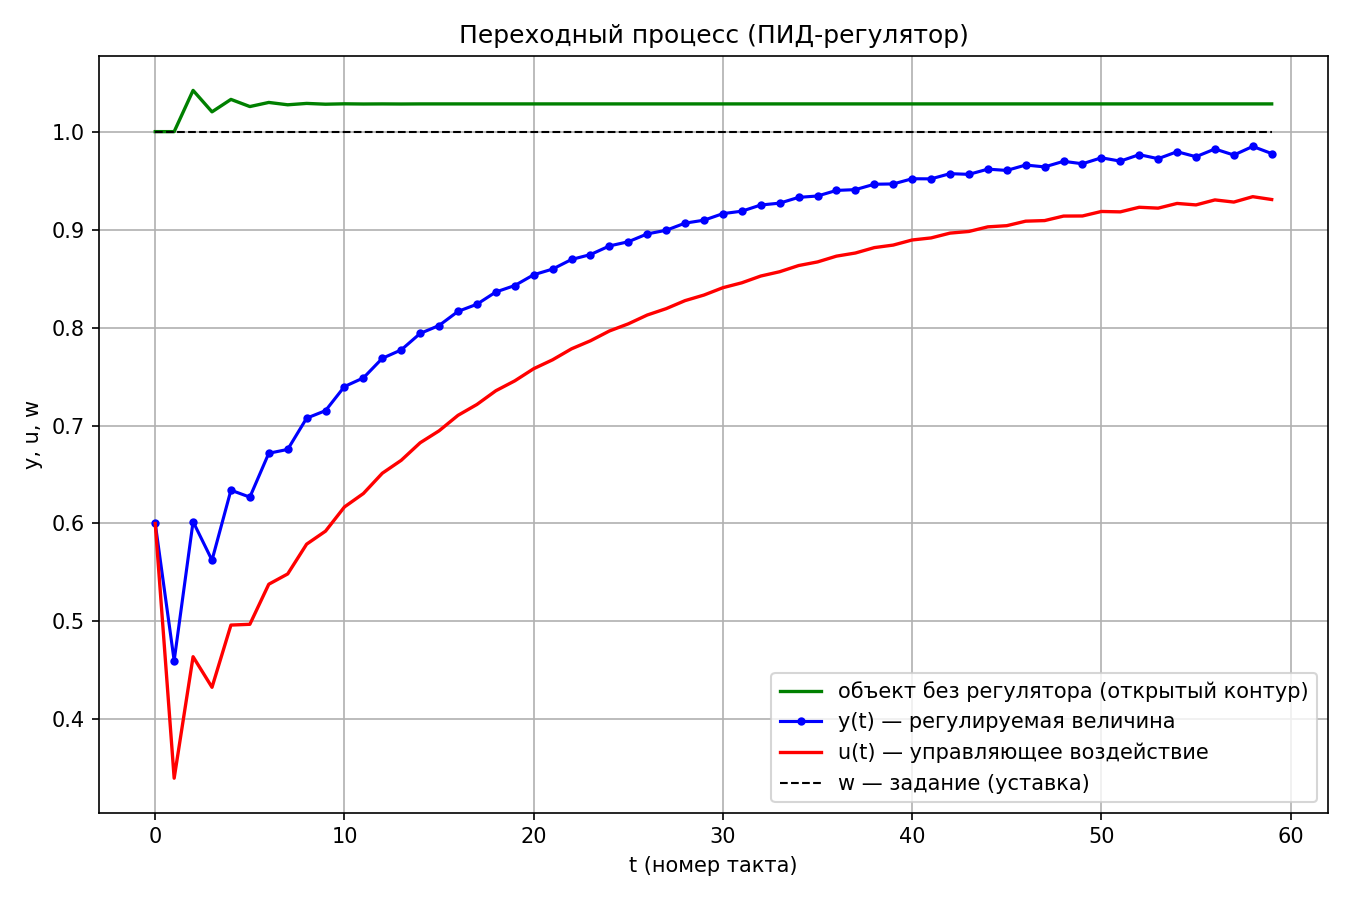 Переходный процесс (ПИД-регулятор)
y, u, w
1.0
0.9
0.8
0.7
0.6
0.5
0.4
объект без регулятора (открытый контур)
y(t) — регулируемая величина
u(t) — управляющее воздействие
w — задание (уставка)
0 10 20 30 40 50 60
t (номер такта)